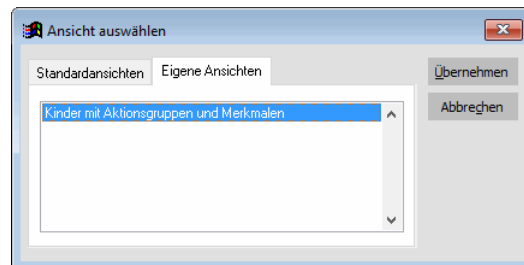 Ansicht auswählen
Standardansichten Eigene Ansichten
Übernehmen
Abbrechen
Kinder mit Aktionsgruppen und Merkmalen